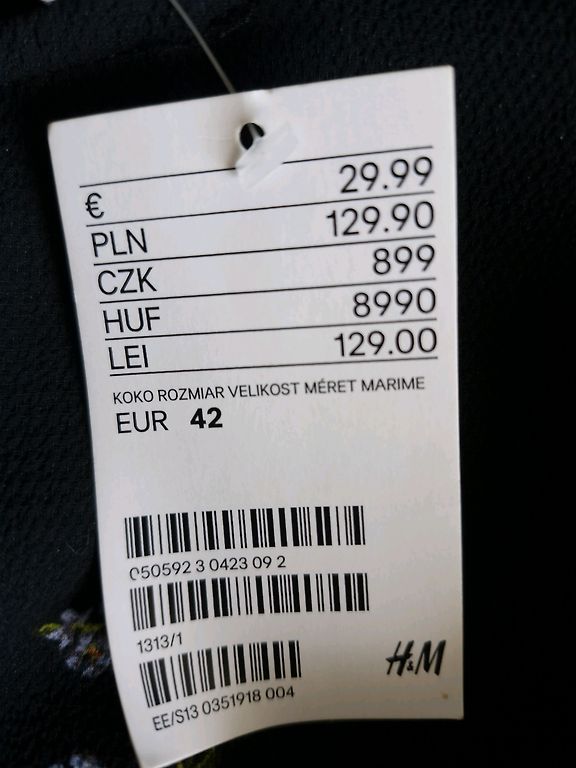 € 29.99
PLN 129.90
CZK 899
HUF 8990
LEI 129.00
KOKO ROZMIAR VELIKOST MÉRET MARIME
EUR 42
050592 3 0423 09 2
1313/1
H&M
EE/S13 0351918 004